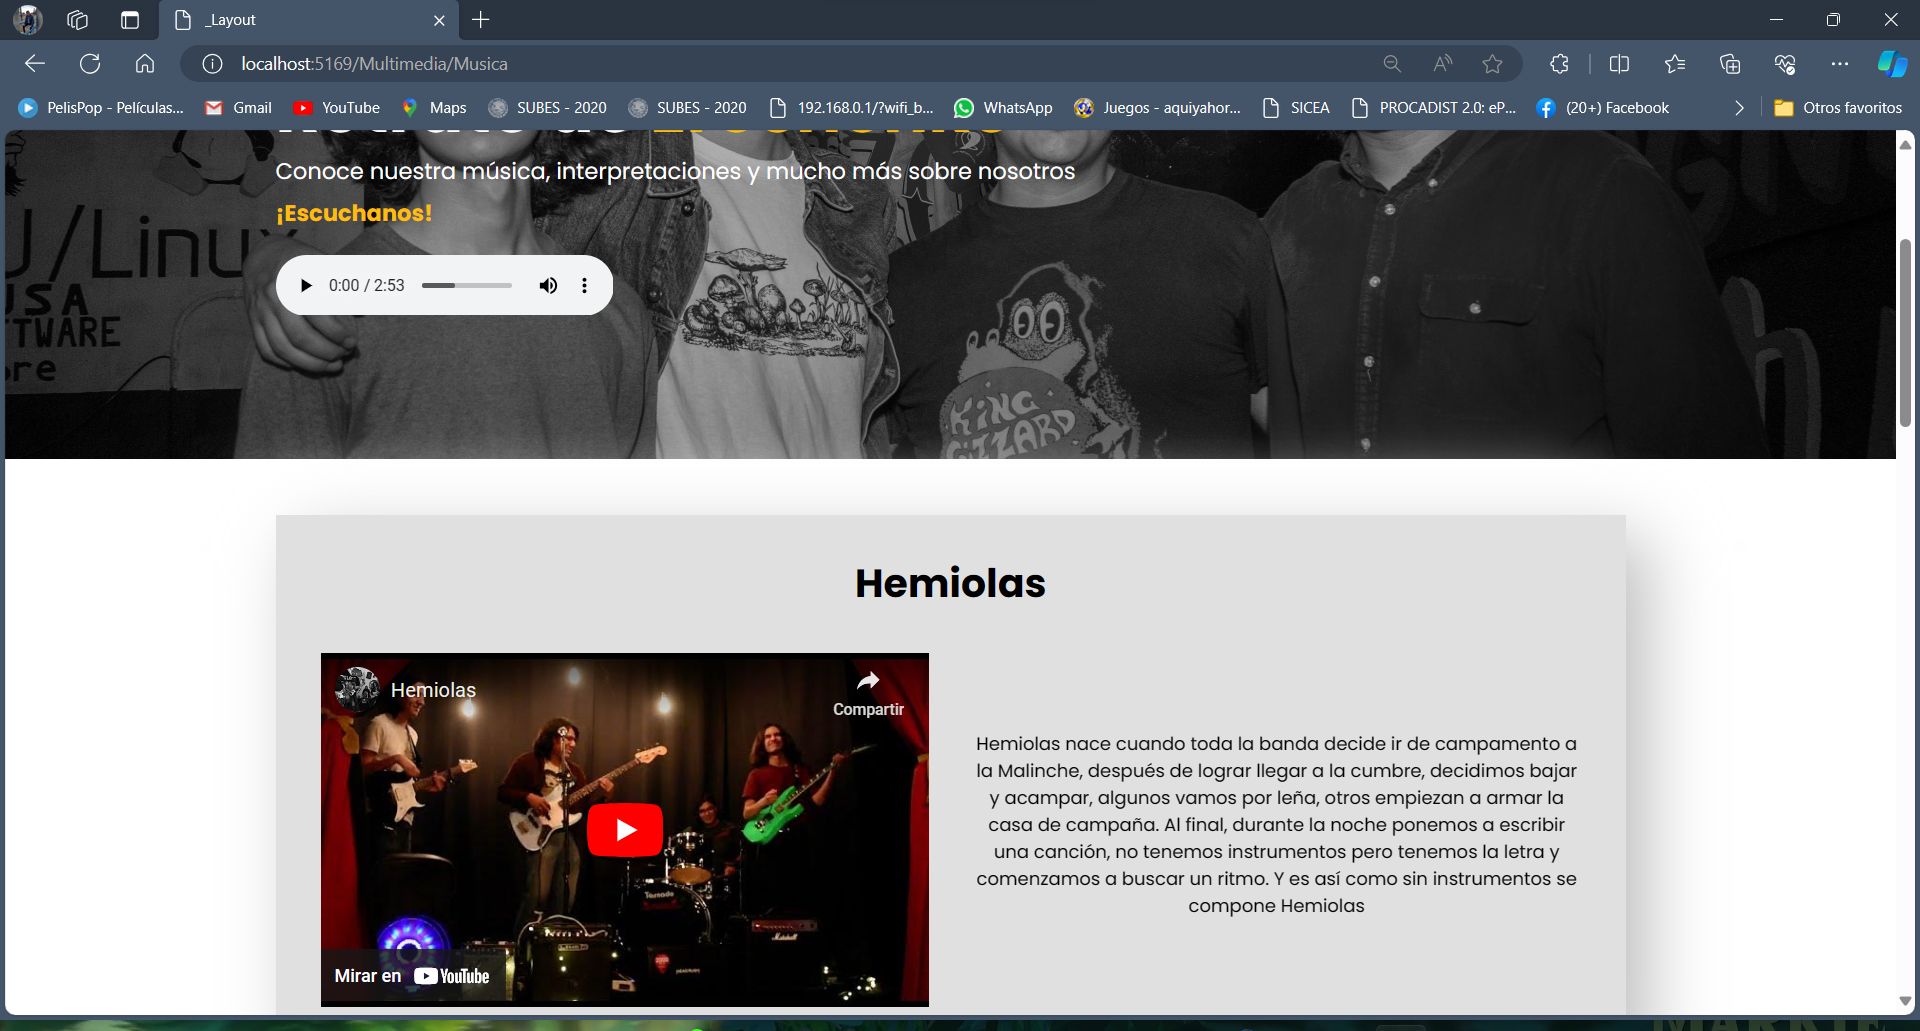 _Layout
localhost:5169/Multimedia/Musica
PelisPop - Películas...
Gmail
YouTube
Maps
SUBES - 2020
SUBES - 2020
192.168.0.1/?wifi_b...
WhatsApp
Juegos - aquiyahor...
SICEA
PROCADIST 2.0: eP...
(20+) Facebook
Otros favoritos
Conoce nuestra música, interpretaciones y mucho más sobre nosotros
¡Escuchanos!
/Linux
0:00 / 2:53
KING
GIZZARD
Hemiolas
Hemiolas
Compartir
Hemiolas nace cuando toda la banda decide ir de campamento a
la Malinche, después de lograr llegar a la cumbre, decidimos bajar
y acampar, algunos vamos por leña, otros empiezan a armar la
casa de campaña. Al final, durante la noche ponemos a escribir
una canción, no tenemos instrumentos pero tenemos la letra y
comenzamos a buscar un ritmo. Y es así como sin instrumentos se
compone Hemiolas
Marshall
Mirar en YouTube